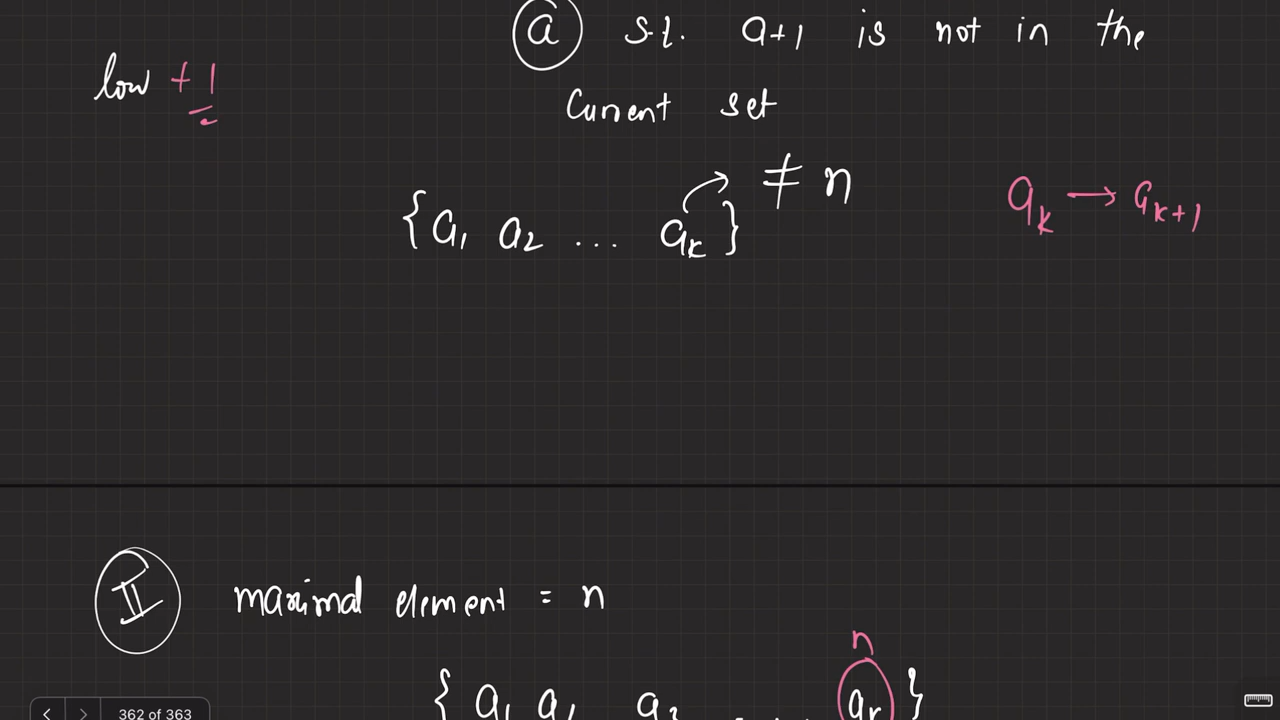 a s.t. a+1 is not in the
low + 1
Current set
{ a₁ a₂ ... aₖ } ≠ n
aₖ → aₖ₊₁
II maximal element = n
n
{ a₁ a₁ a₂ .... aᵣ }
362 of 363